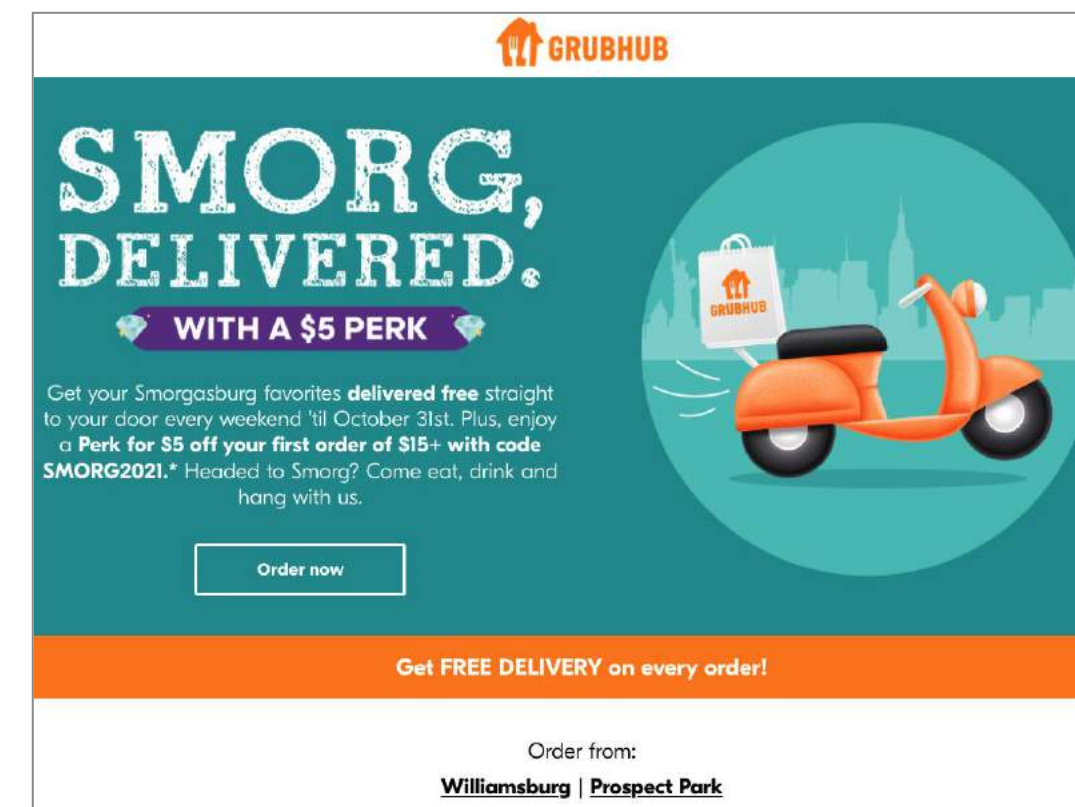 GRUBHUB
SMORG,
DELIVERED.
WITH A $5 PERK
Get your Smorgasburg favorites delivered free straight
to your door every weekend 'til October 31st. Plus, enjoy
a Perk for $5 off your first order of $15+ with code
SMORG2021.* Headed to Smorg? Come eat, drink and
hang with us.
Order now
GRUBHUB
Get FREE DELIVERY on every order!
Order from:
Williamsburg | Prospect Park